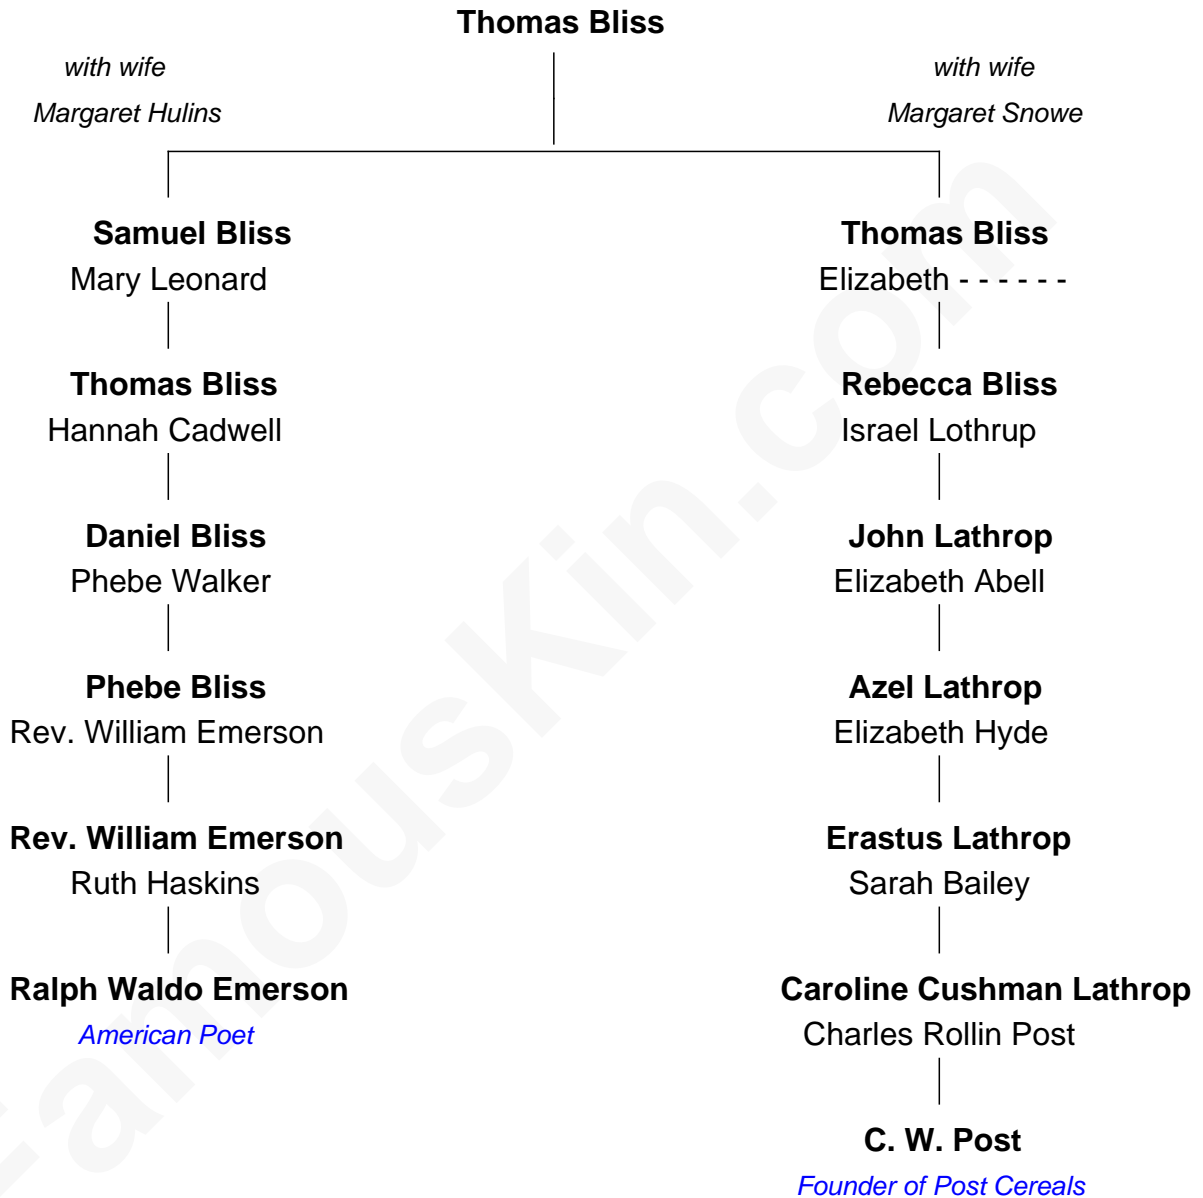 Thomas Bliss
with wife
Margaret Hulins
with wife
Margaret Snowe
Samuel Bliss
Mary Leonard
Thomas Bliss
Elizabeth - - - - - -
Thomas Bliss
Hannah Cadwell
Rebecca Bliss
Israel Lothrup
Daniel Bliss
Phebe Walker
John Lathrop
Elizabeth Abell
Phebe Bliss
Rev. William Emerson
Azel Lathrop
Elizabeth Hyde
Rev. William Emerson
Ruth Haskins
Erastus Lathrop
Sarah Bailey
Ralph Waldo Emerson
American Poet
Caroline Cushman Lathrop
Charles Rollin Post
C. W. Post
Founder of Post Cereals
FamousKin.com